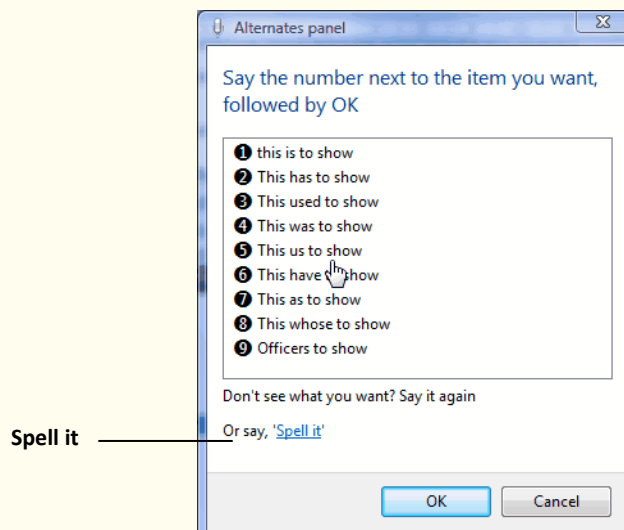 Alternates panel
Say the number next to the item you want,
followed by OK
1 this is to show
2 This has to show
3 This used to show
4 This was to show
5 This us to show
6 This have to show
7 This as to show
8 This whose to show
9 Officers to show
Don't see what you want? Say it again
Spell it
Or say, 'Spell it'
OK Cancel